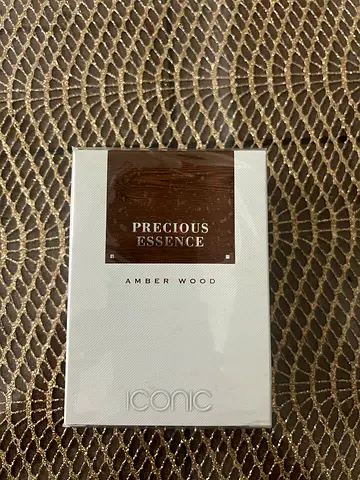 PRECIOUS
ESSENCE
AMBER WOOD
ICONIC